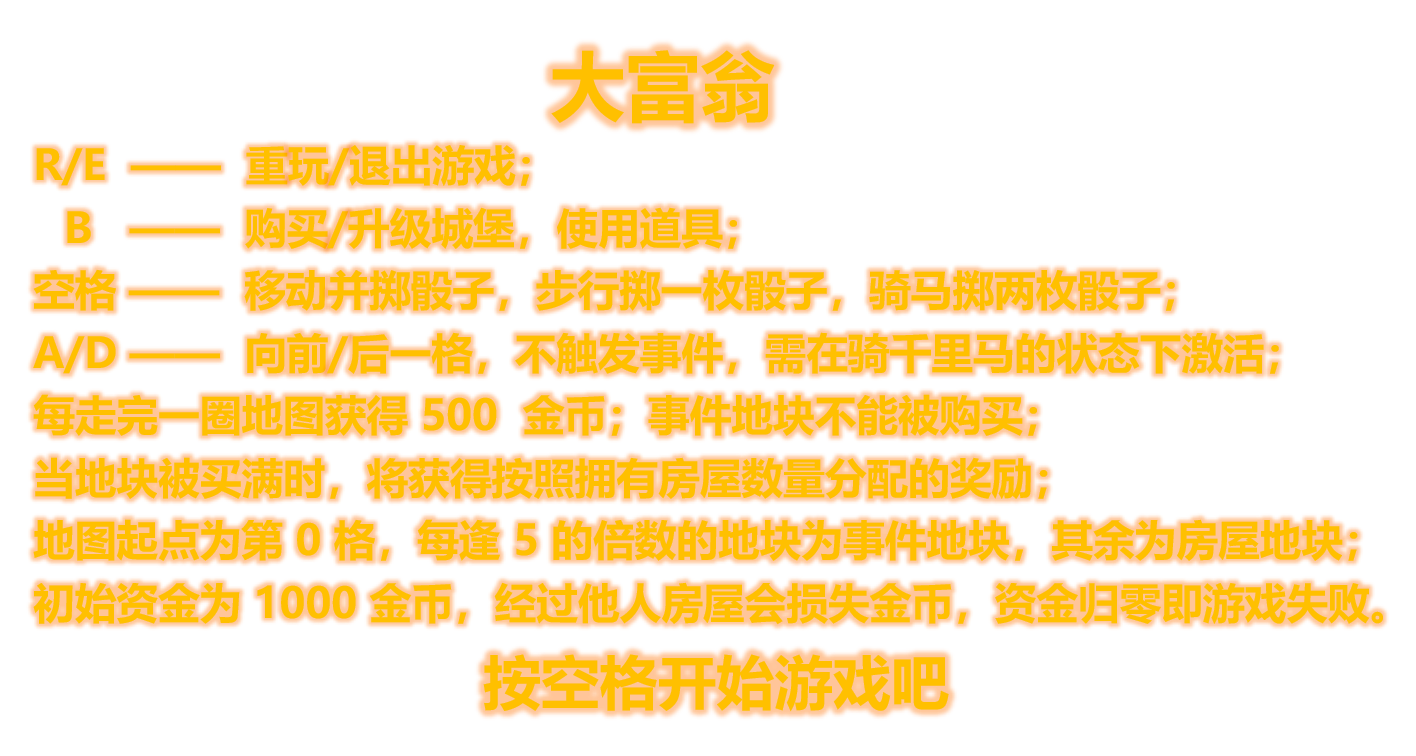 大富翁
R/E —— 重玩/退出游戏；
B —— 购买/升级城堡，使用道具；
空格 —— 移动并掷骰子，步行掷一枚骰子，骑马掷两枚骰子；
A/D —— 向前/后一格，不触发事件，需在骑千里马的状态下激活；
每走完一圈地图获得 500 金币；事件地块不能被购买；
当地块被买满时，将获得按照拥有房屋数量分配的奖励；
地图起点为第 0 格，每逢 5 的倍数的地块为事件地块，其余为房屋地块；
初始资金为 1000 金币，经过他人房屋会损失金币，资金归零即游戏失败。
按空格开始游戏吧